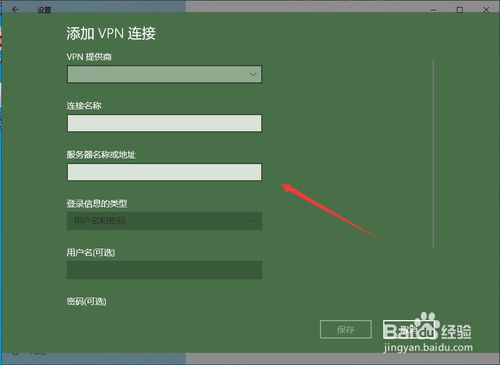 设置
添加 VPN 连接
VPN 提供商
连接名称
服务器名称或地址
登录信息的类型
用户名和密码
用户名(可选)
密码(可选)
保存
Baidu 经验
jingyan.baidu.com